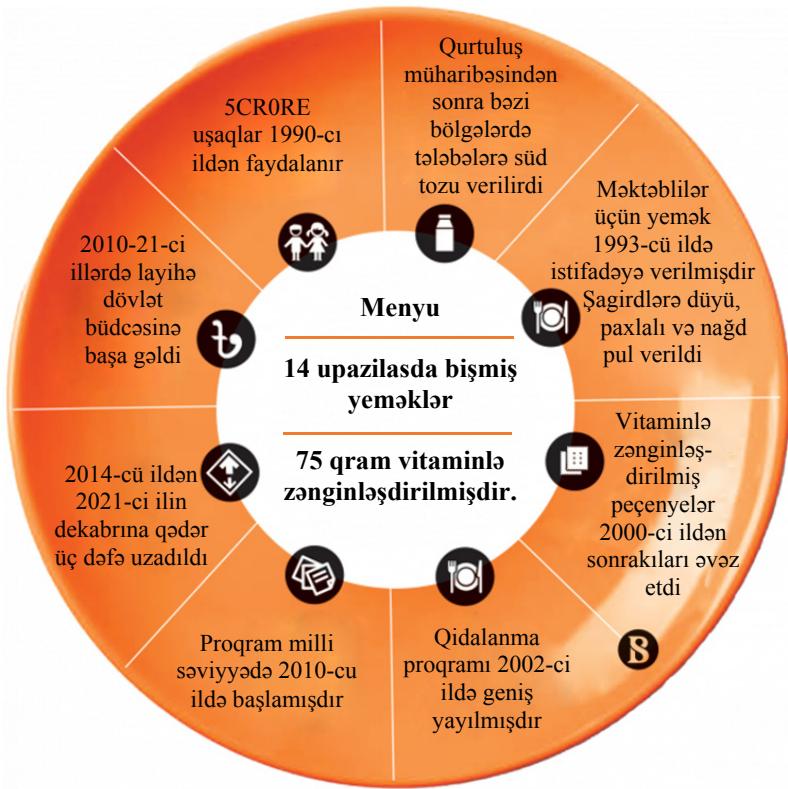 Qurtuluş
müharibəsindən
sonra bəzi
bölgələrdə
tələbələrə süd
tozu verilirdi
Məktəblilər
üçün yemək
1993-cü ildə
istifadəyə verilmişdir
Şagirdlərə düyü,
paxlalı və nağd
pul verildi
Vitaminlə
zənginləş-
dirilmiş
peçenyelər
2000-ci ildən
sonrakıları əvəz
etdi
Qidalanma
proqramı 2002-ci
ildə geniş
yayılmışdır
Proqram milli
səviyyədə 2010-cu
ildə başlamışdır
2014-cü ildən
2021-ci ilin
dekabrına qədər
üç dəfə uzadıldı
2010-21-ci
illərdə layihə
dövlət
büdcəsinə
başa gəldi
5CR0RE
uşaqlar 1990-cı
ildən faydalanır
Menyu
14 upazilasda bişmiş
yeməklər
75 qram vitaminlə
zənginləşdirilmişdir.
৳
B